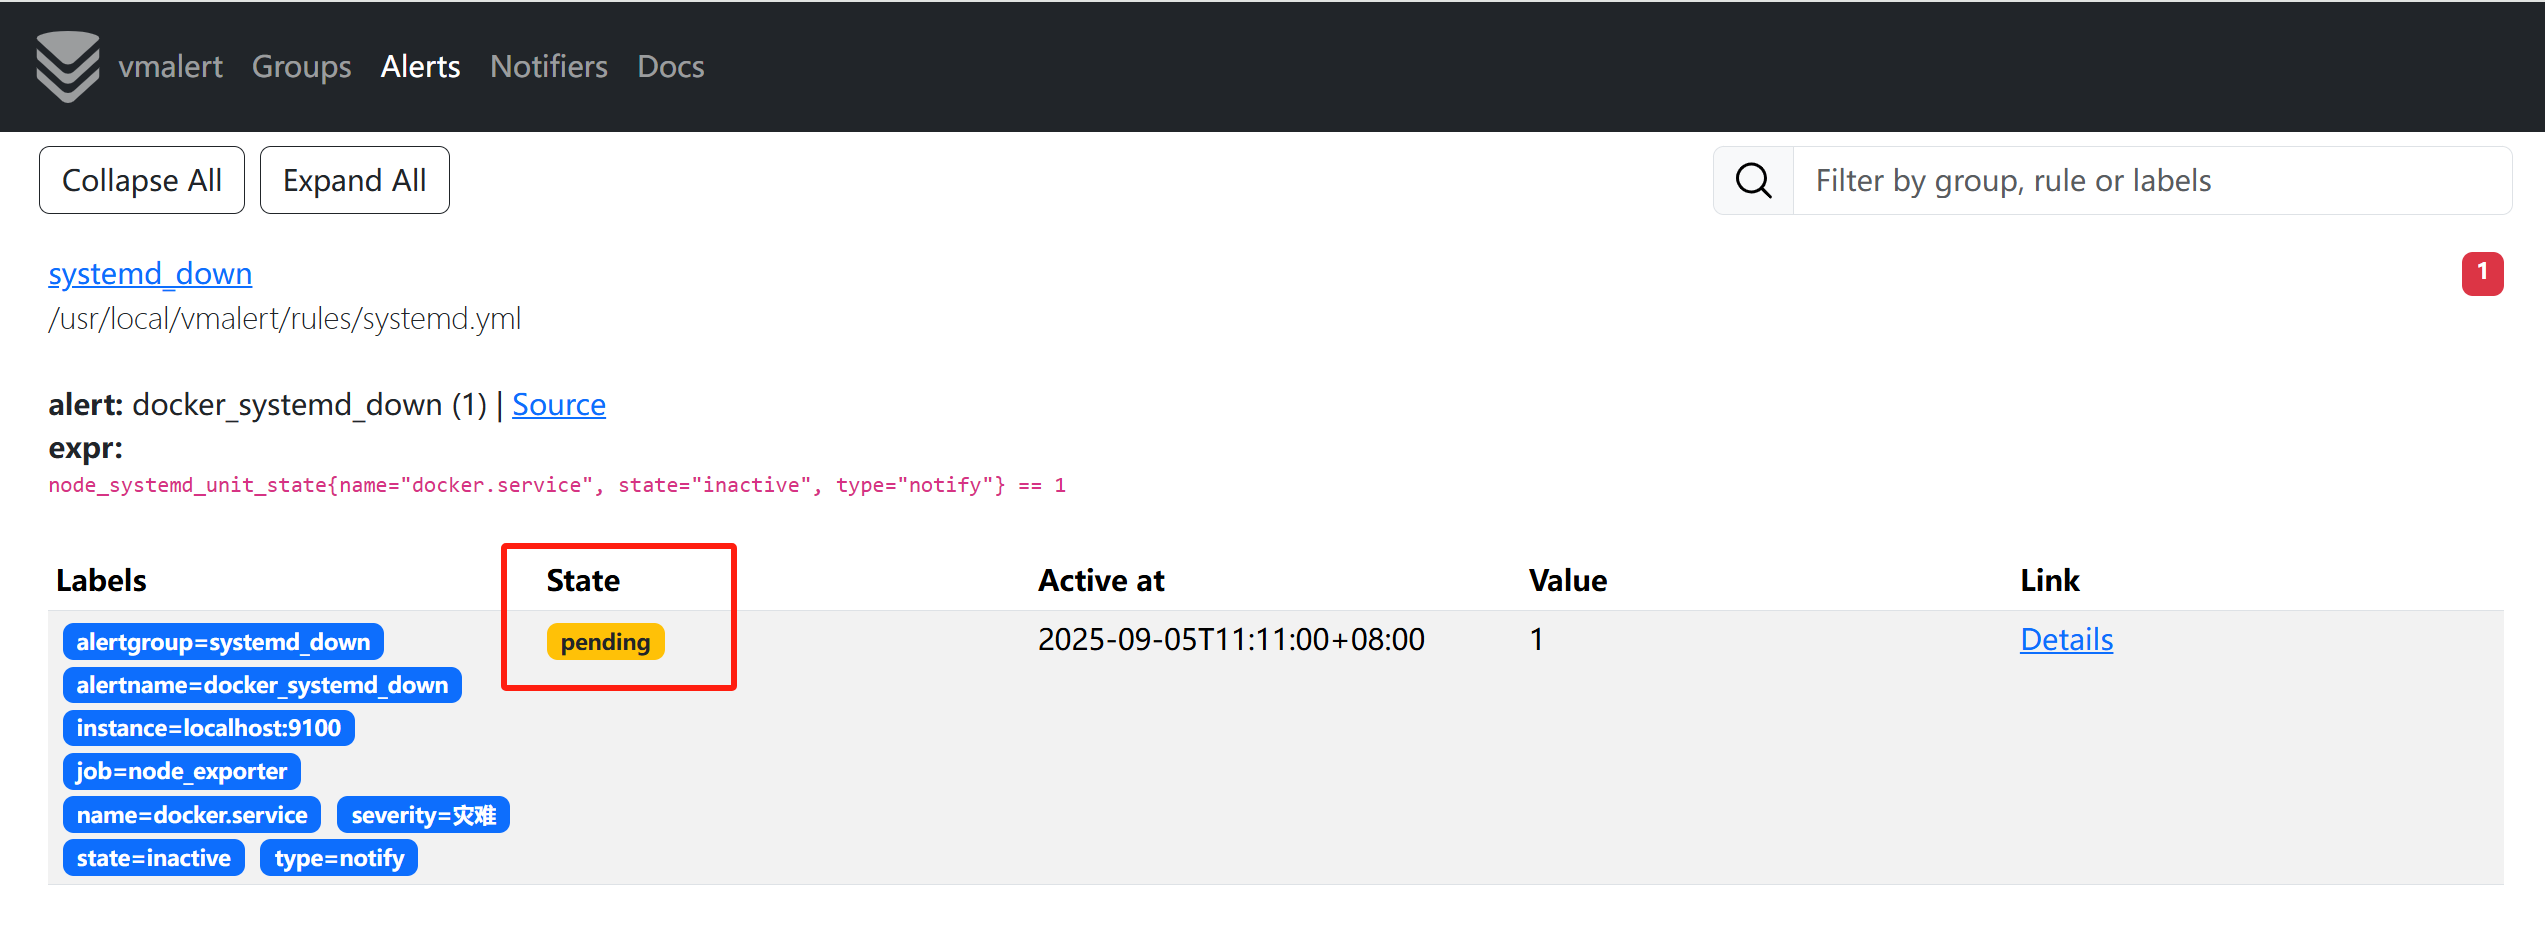 vmalert Groups Alerts Notifiers Docs
Collapse All Expand All Filter by group, rule or labels
systemd_down 1
/usr/local/vmalert/rules/systemd.yml
alert: docker_systemd_down (1) | Source
expr:
node_systemd_unit_state{name="docker.service", state="inactive", type="notify"} == 1
Labels State Active at Value Link
alertgroup=systemd_down pending 2025-09-05T11:11:00+08:00 1 Details
alertname=docker_systemd_down
instance=localhost:9100
job=node_exporter
name=docker.service severity=灾难
state=inactive type=notify